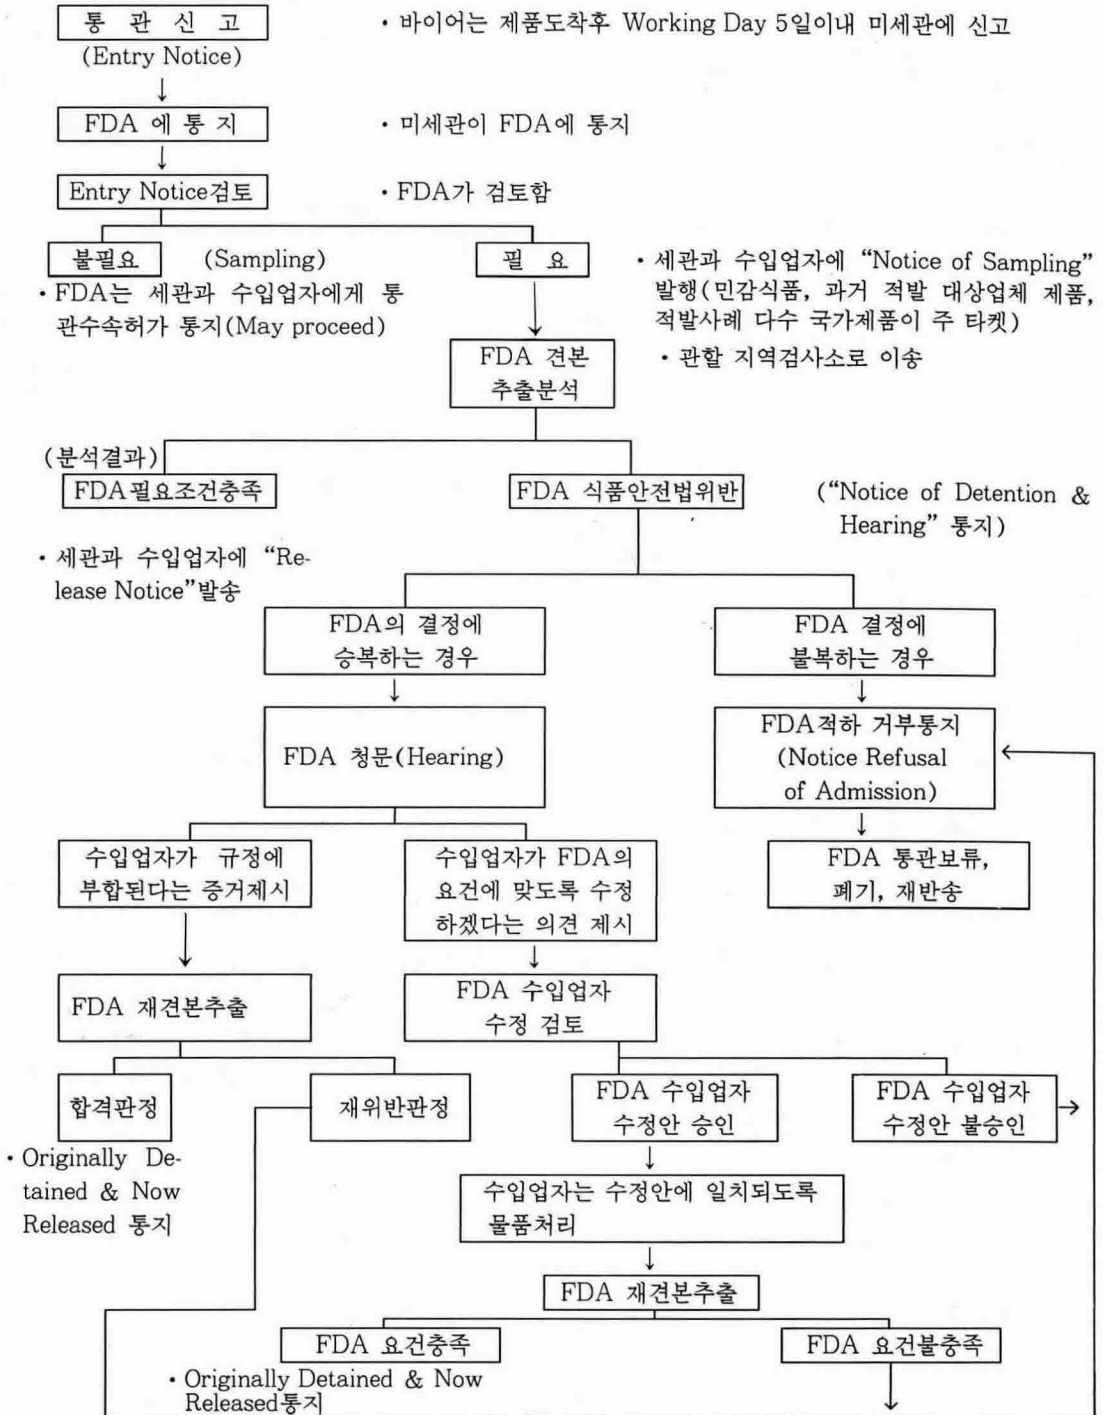 통 관 신 고
(Entry Notice)
• 바이어는 제품도착후 Working Day 5일이내 미세관에 신고
FDA 에 통 지
• 미세관이 FDA에 통지
Entry Notice검토
• FDA가 검토함
불필요
(Sampling)
필 요
• FDA는 세관과 수입업자에게 통
관수속허가 통지(May proceed)
• 세관과 수입업자에 “Notice of Sampling”
발행(민감식품, 과거 적발 대상업체 제품,
적발사례 다수 국가제품이 주 타켓)
• 관할 지역검사소로 이송
FDA 견본
추출분석
(분석결과)
FDA필요조건충족
FDA 식품안전법위반
(“Notice of Detention &
Hearing” 통지)
• 세관과 수입업자에 “Re-
lease Notice”발송
FDA의 결정에
승복하는 경우
FDA 결정에
불복하는 경우
FDA 청문(Hearing)
FDA적하 거부통지
(Notice Refusal
of Admission)
수입업자가 규정에
부합된다는 증거제시
수입업자가 FDA의
요건에 맞도록 수정
하겠다는 의견 제시
FDA 통관보류,
폐기, 재반송
FDA 재견본추출
FDA 수입업자
수정 검토
합격판정
재위반판정
FDA 수입업자
수정안 승인
FDA 수입업자
수정안 불승인
• Originally De-
tained & Now
Released 통지
수입업자는 수정안에 일치되도록
물품처리
FDA 재견본추출
FDA 요건충족
FDA 요건불충족
• Originally Detained & Now
Released통지